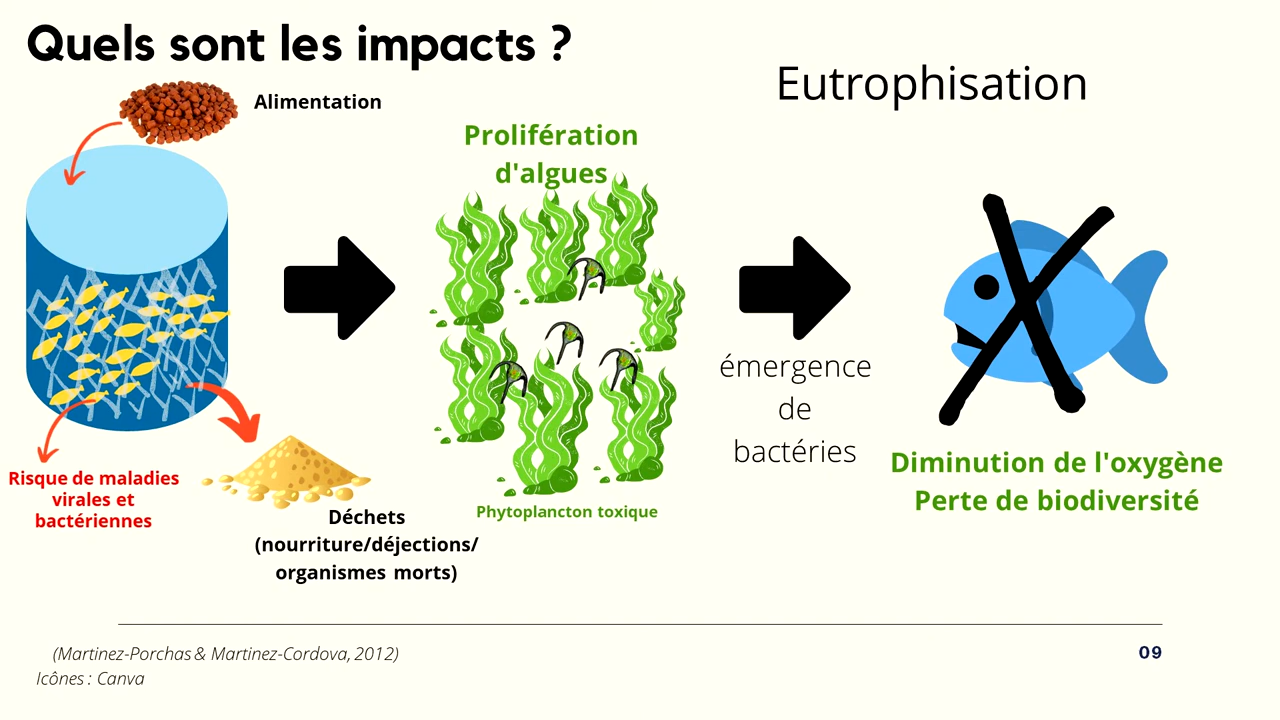 Quels sont les impacts ?
Eutrophisation
Alimentation
Prolifération
d'algues
émergence
de
bactéries
Diminution de l'oxygène
Perte de biodiversité
Risque de maladies
virales et
bactériennes
Phytoplancton toxique
Déchets
(nourriture/déjections/
organismes morts)
(Martinez-Porchas & Martinez-Cordova, 2012)
09
Icônes : Canva